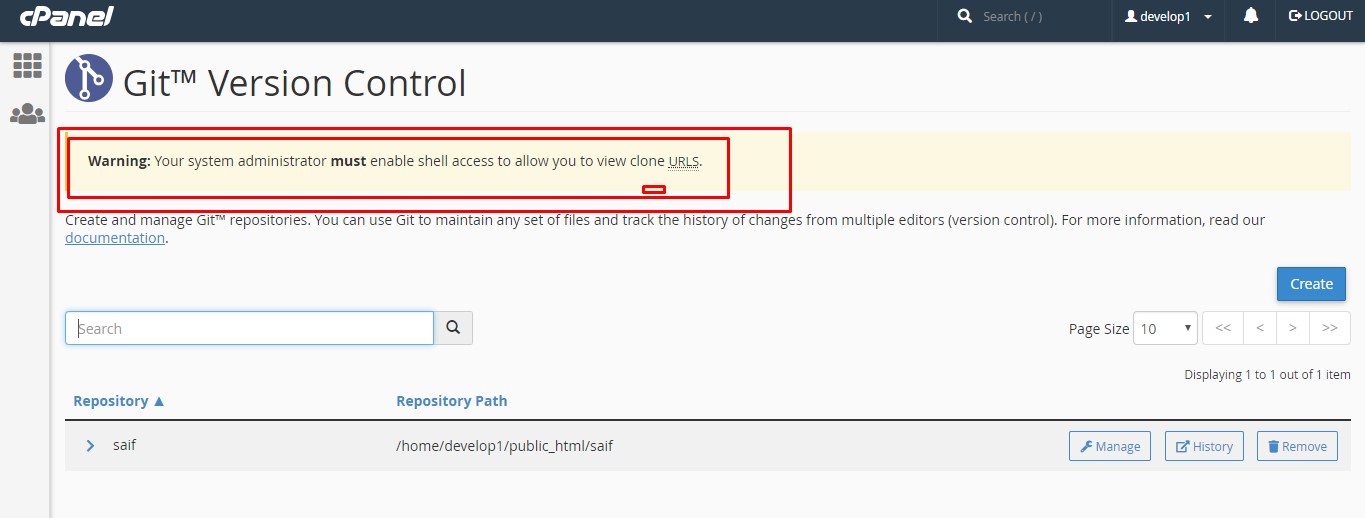 cPanel
Search ( / )
develop1
LOGOUT
Git™ Version Control
Warning: Your system administrator must enable shell access to allow you to view clone URLS.
Create and manage Git™ repositories. You can use Git to maintain any set of files and track the history of changes from multiple editors (version control). For more information, read our
documentation.
Create
Search
Page Size 10 << < > >>
Displaying 1 to 1 out of 1 item
Repository ▲ Repository Path
saif /home/develop1/public_html/saif Manage History Remove